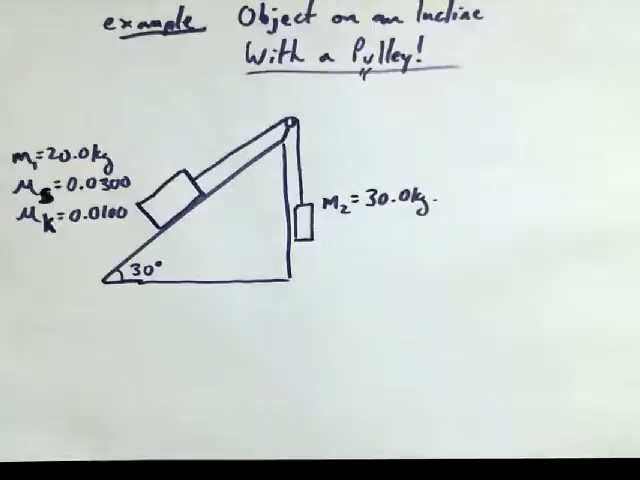 example Object on an Incline
With a Pulley!
m₁=20.0kg
μs=0.0300
μk=0.0100
m₂=30.0kg.
30°